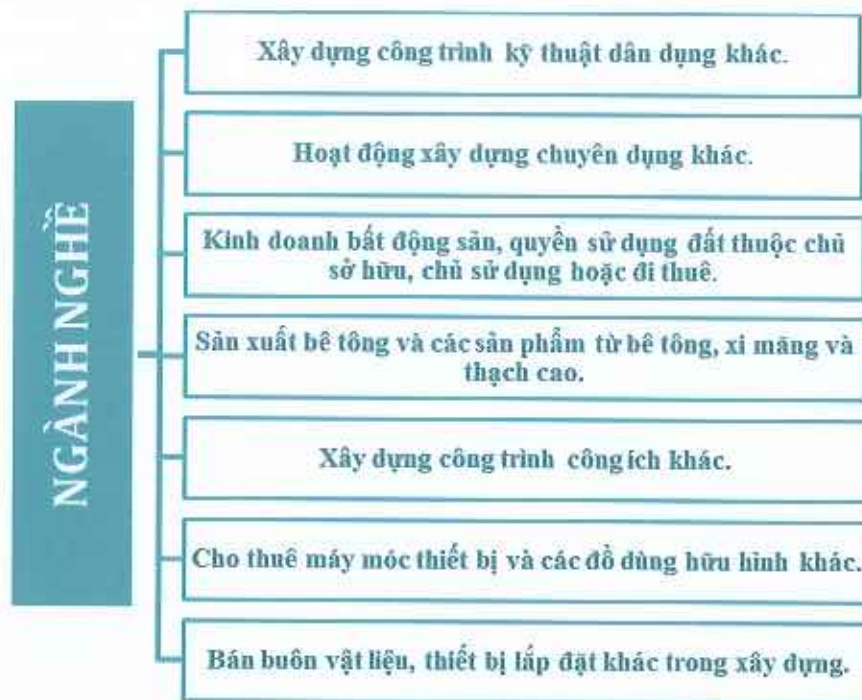 NGÀNH NGHỀ
Xây dựng công trình kỹ thuật dân dụng khác.
Hoạt động xây dựng chuyên dụng khác.
Kinh doanh bất động sản, quyền sử dụng đất thuộc chủ
sở hữu, chủ sử dụng hoặc đi thuê.
Sản xuất bê tông và các sản phẩm từ bê tông, xi măng và
thạch cao.
Xây dựng công trình công ích khác.
Cho thuê máy móc thiết bị và các đồ dùng hữu hình khác.
Bán buôn vật liệu, thiết bị lắp đặt khác trong xây dựng.